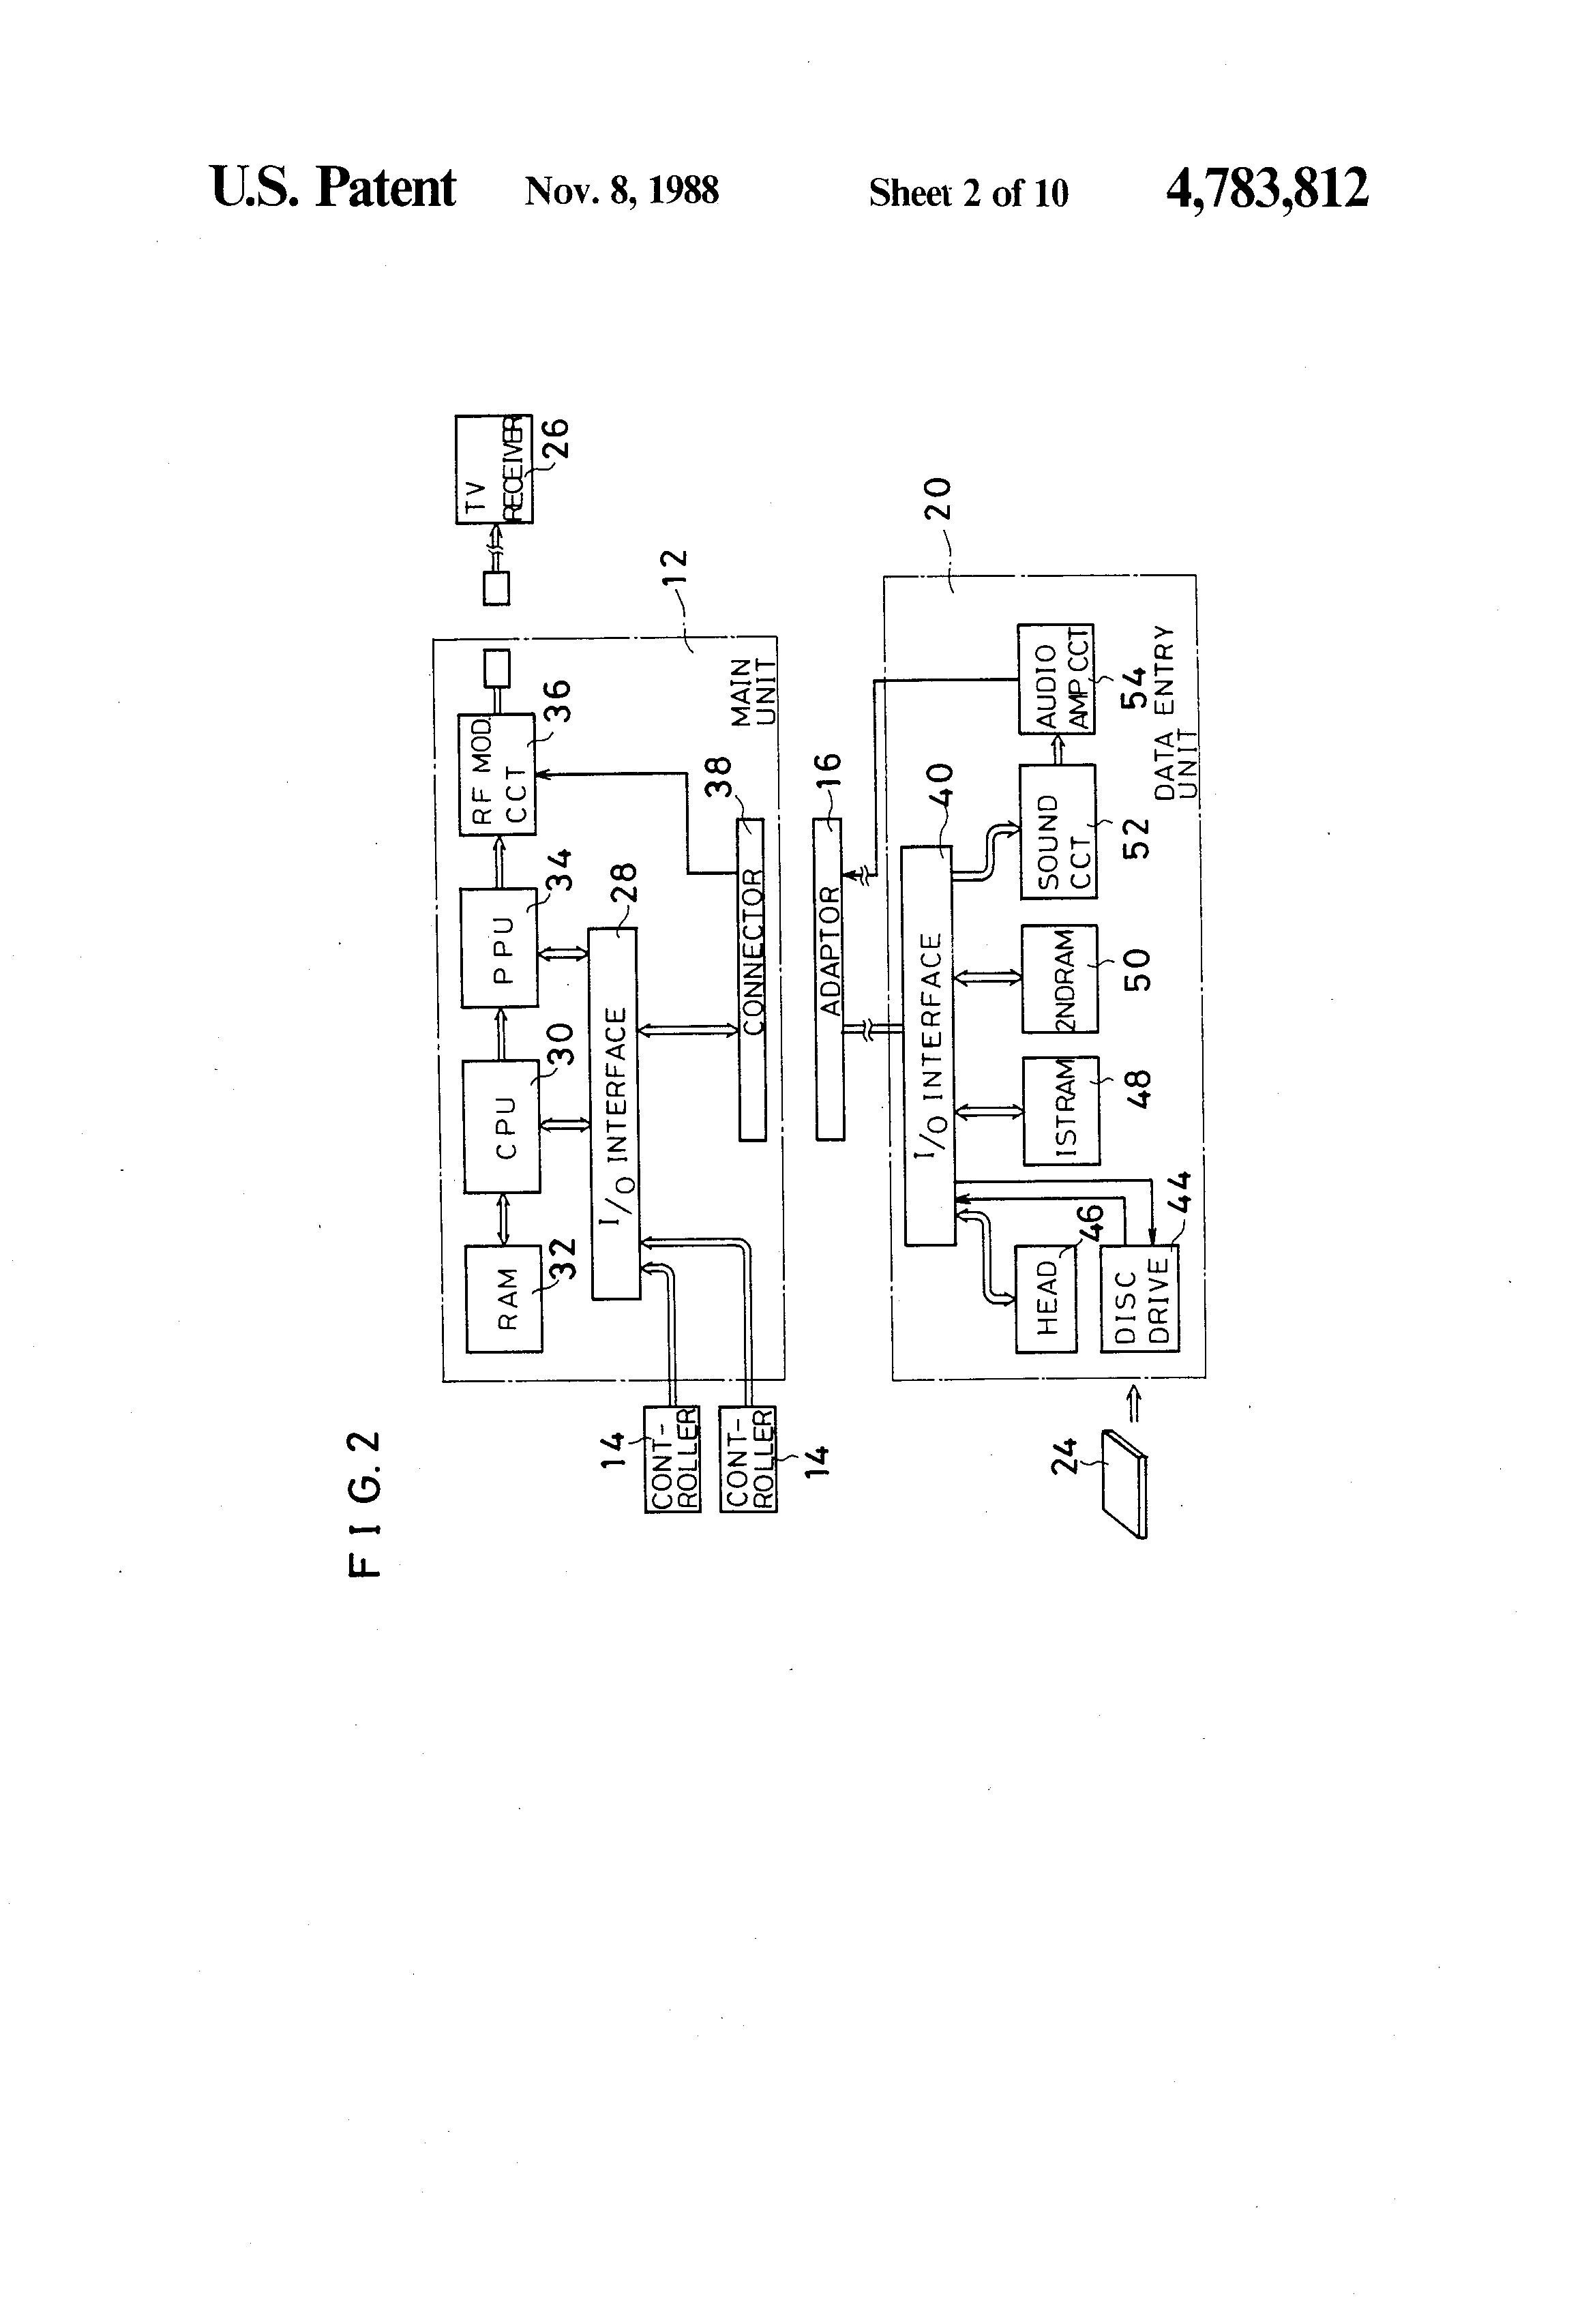 U.S. Patent Nov. 8, 1988 Sheet 2 of 10 4,783,812
FIG.2
TV
RECEIVER
26
RF MOD.
CCT
36
PPU
34
CPU
30
RAM
32
I/O INTERFACE
28
CONNECTOR
38
MAIN
UNIT
12
14
CONT-
ROLLER
CONT-
ROLLER
14
ADAPTOR
16
20
I/O INTERFACE
40
HEAD
46
DISC
DRIVE
44
1STRAM
48
2NDRAM
50
SOUND
CCT
52
AUDIO
AMP.CCT
54
DATA ENTRY
UNIT
24